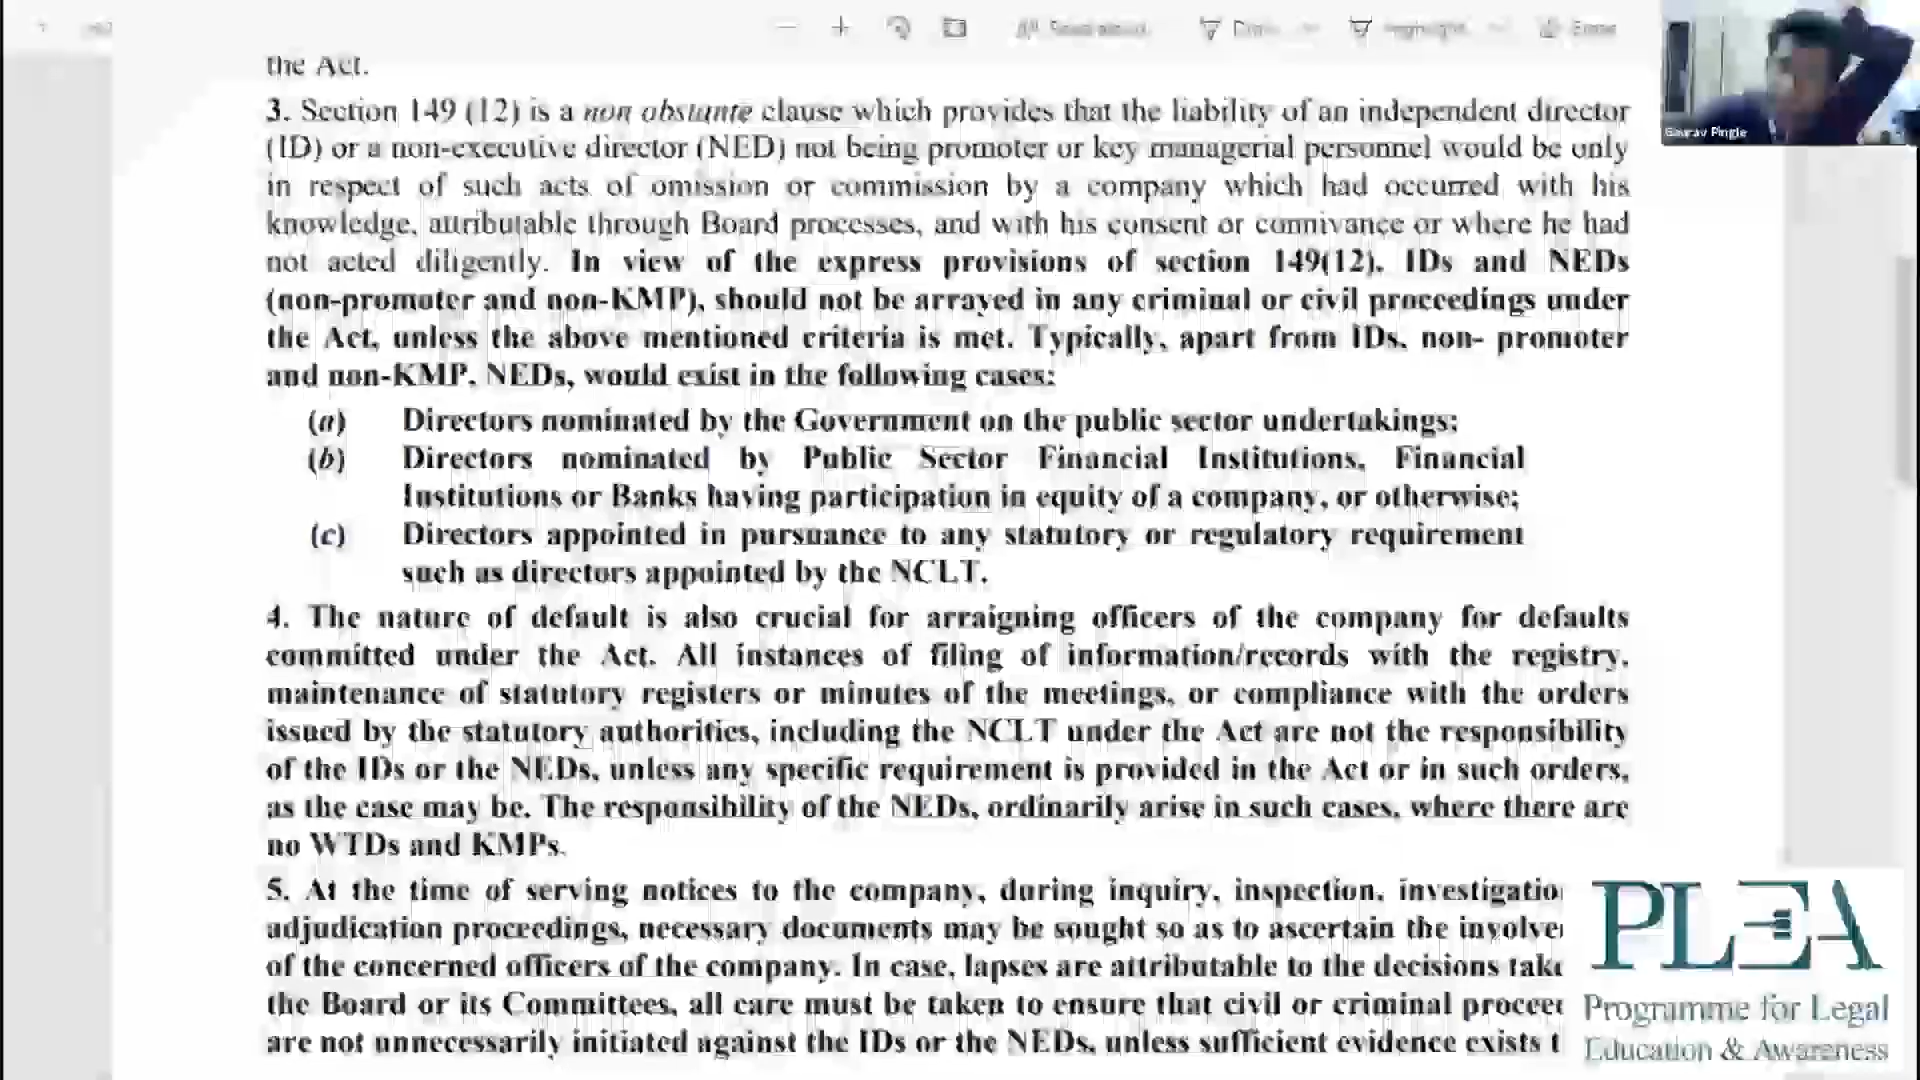 the Act.
3. Section 149 (12) is a non obstante clause which provides that the liability of an independent director
(ID) or a non-executive director (NED) not being promoter or key managerial personnel would be only
in respect of such acts of omission or commission by a company which had occurred with his
knowledge, attributable through Board processes, and with his consent or connivance or where he had
not acted diligently. In view of the express provisions of section 149(12), IDs and NEDs
(non-promoter and non-KMP), should not be arrayed in any criminal or civil proceedings under
the Act, unless the above mentioned criteria is met. Typically, apart from IDs, non- promoter
and non-KMP, NEDs, would exist in the following cases:
(a) Directors nominated by the Government on the public sector undertakings;
(b) Directors nominated by Public Sector Financial Institutions, Financial
Institutions or Banks having participation in equity of a company, or otherwise;
(c) Directors appointed in pursuance to any statutory or regulatory requirement
such as directors appointed by the NCLT.
4. The nature of default is also crucial for arraigning officers of the company for defaults
committed under the Act. All instances of filing of information/records with the registry,
maintenance of statutory registers or minutes of the meetings, or compliance with the orders
issued by the statutory authorities, including the NCLT under the Act are not the responsibility
of the IDs or the NEDs, unless any specific requirement is provided in the Act or in such orders,
as the case may be. The responsibility of the NEDs, ordinarily arise in such cases, where there are
no WTDs and KMPs.
5. At the time of serving notices to the company, during inquiry, inspection, investigatio
adjudication proceedings, necessary documents may be sought so as to ascertain the involve
of the concerned officers of the company. In case, lapses are attributable to the decisions take
the Board or its Committees, all care must be taken to ensure that civil or criminal procee
are not unnecessarily initiated against the IDs or the NEDs, unless sufficient evidence exists t
Gaurav Pingle
PLEA
Programme for Legal
Education & Awareness